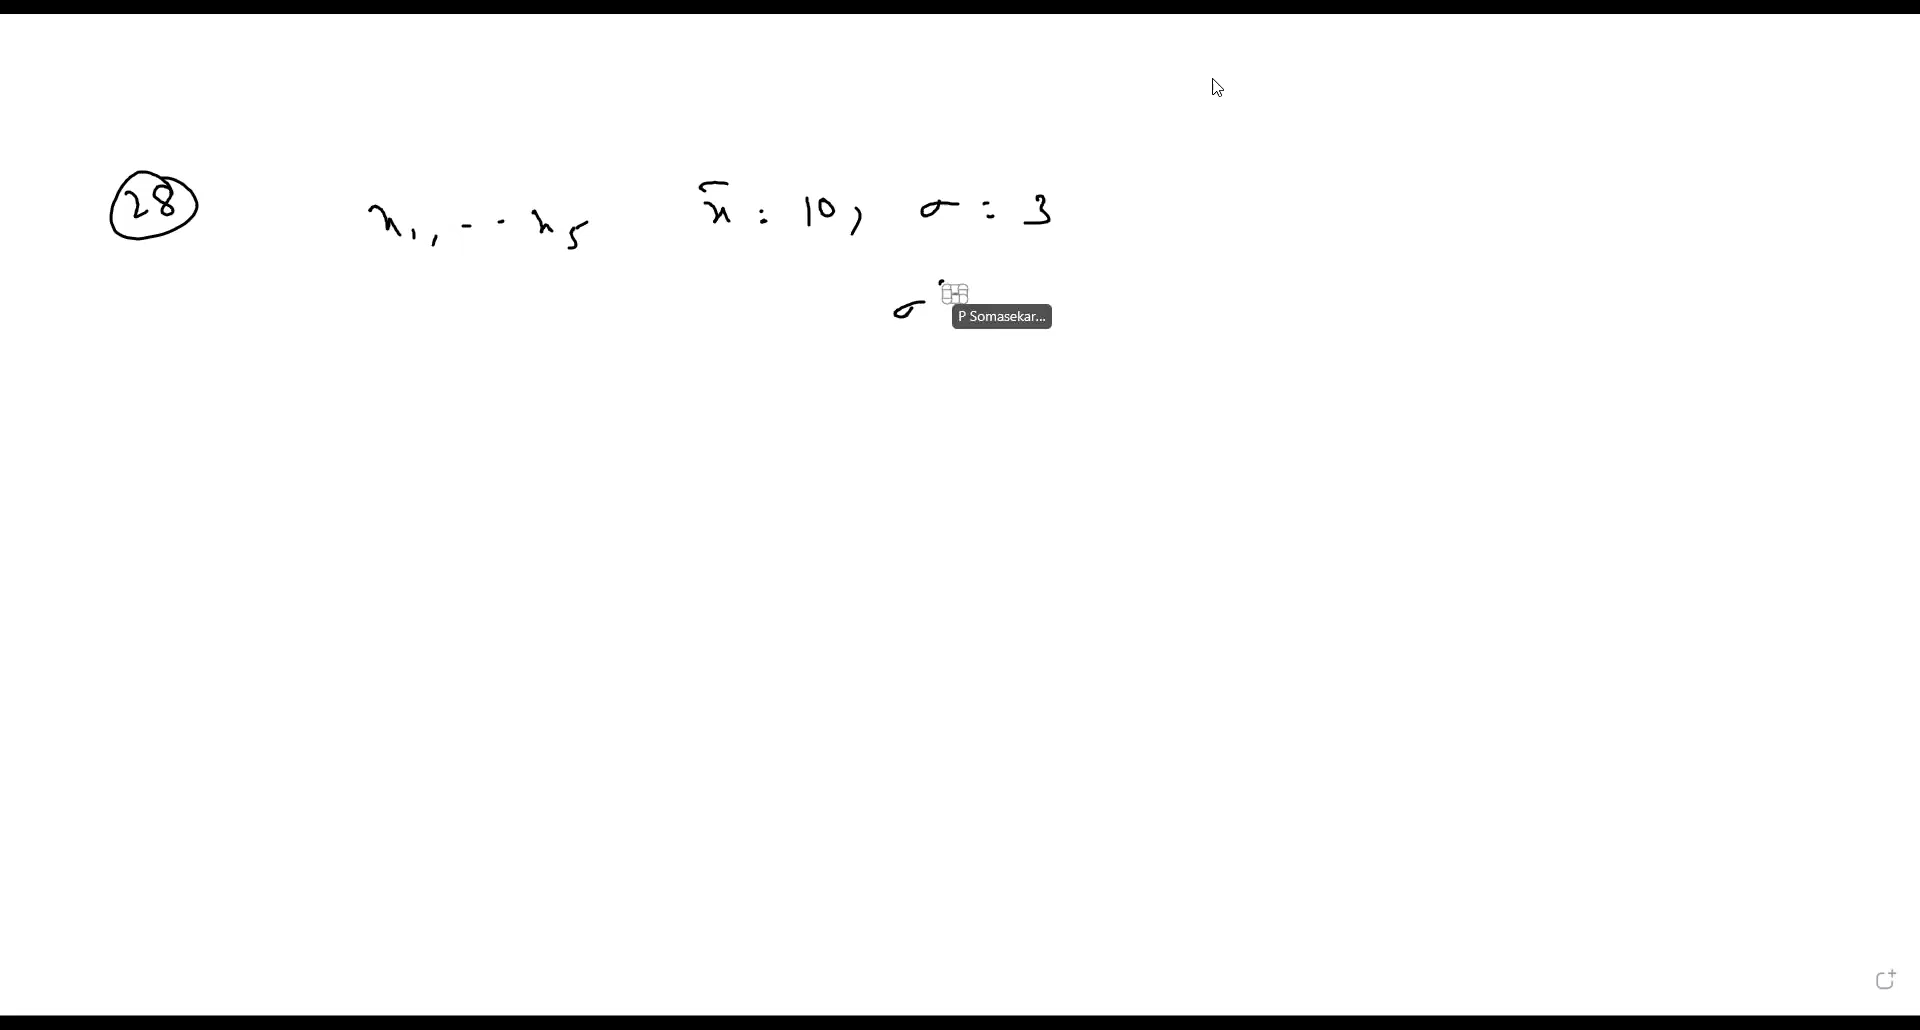 28 x₁, - - x₅ x̄ : 10, σ = 3
σ
P Somasekar...